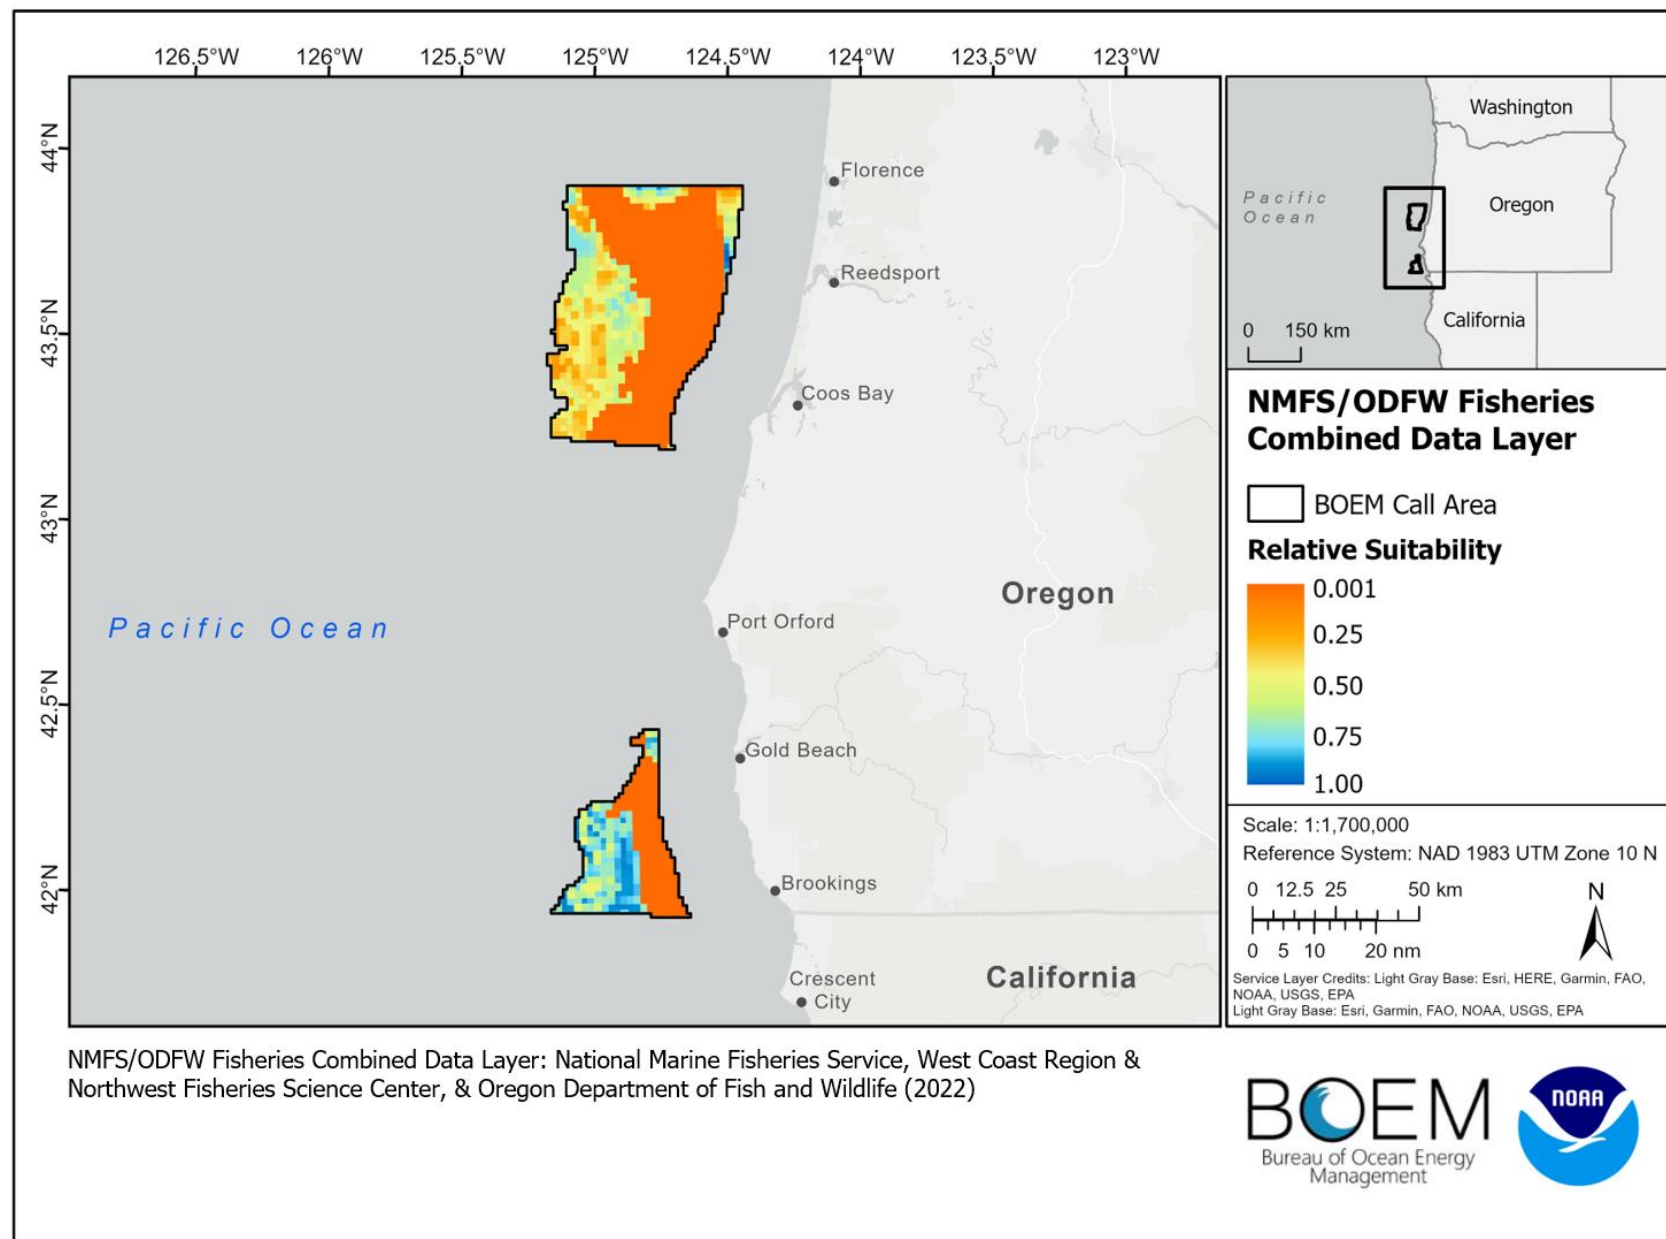 126.5°W 126°W 125.5°W 125°W 124.5°W 124°W 123.5°W 123°W
44°N
43.5°N
43°N
42.5°N
42°N
Florence
Reedsport
Coos Bay
Oregon
Port Orford
Pacific Ocean
Gold Beach
Brookings
California
Crescent
City
Washington
Pacific
Ocean
Oregon
0 150 km
California
NMFS/ODFW Fisheries
Combined Data Layer
BOEM Call Area
Relative Suitability
0.001
0.25
0.50
0.75
1.00
Scale: 1:1,700,000
Reference System: NAD 1983 UTM Zone 10 N
0 12.5 25 50 km
N
0 5 10 20 nm
Service Layer Credits: Light Gray Base: Esri, HERE, Garmin, FAO,
NOAA, USGS, EPA
Light Gray Base: Esri, Garmin, FAO, NOAA, USGS, EPA
NMFS/ODFW Fisheries Combined Data Layer: National Marine Fisheries Service, West Coast Region &
Northwest Fisheries Science Center, & Oregon Department of Fish and Wildlife (2022)
BOEM
Bureau of Ocean Energy
Management
NOAA